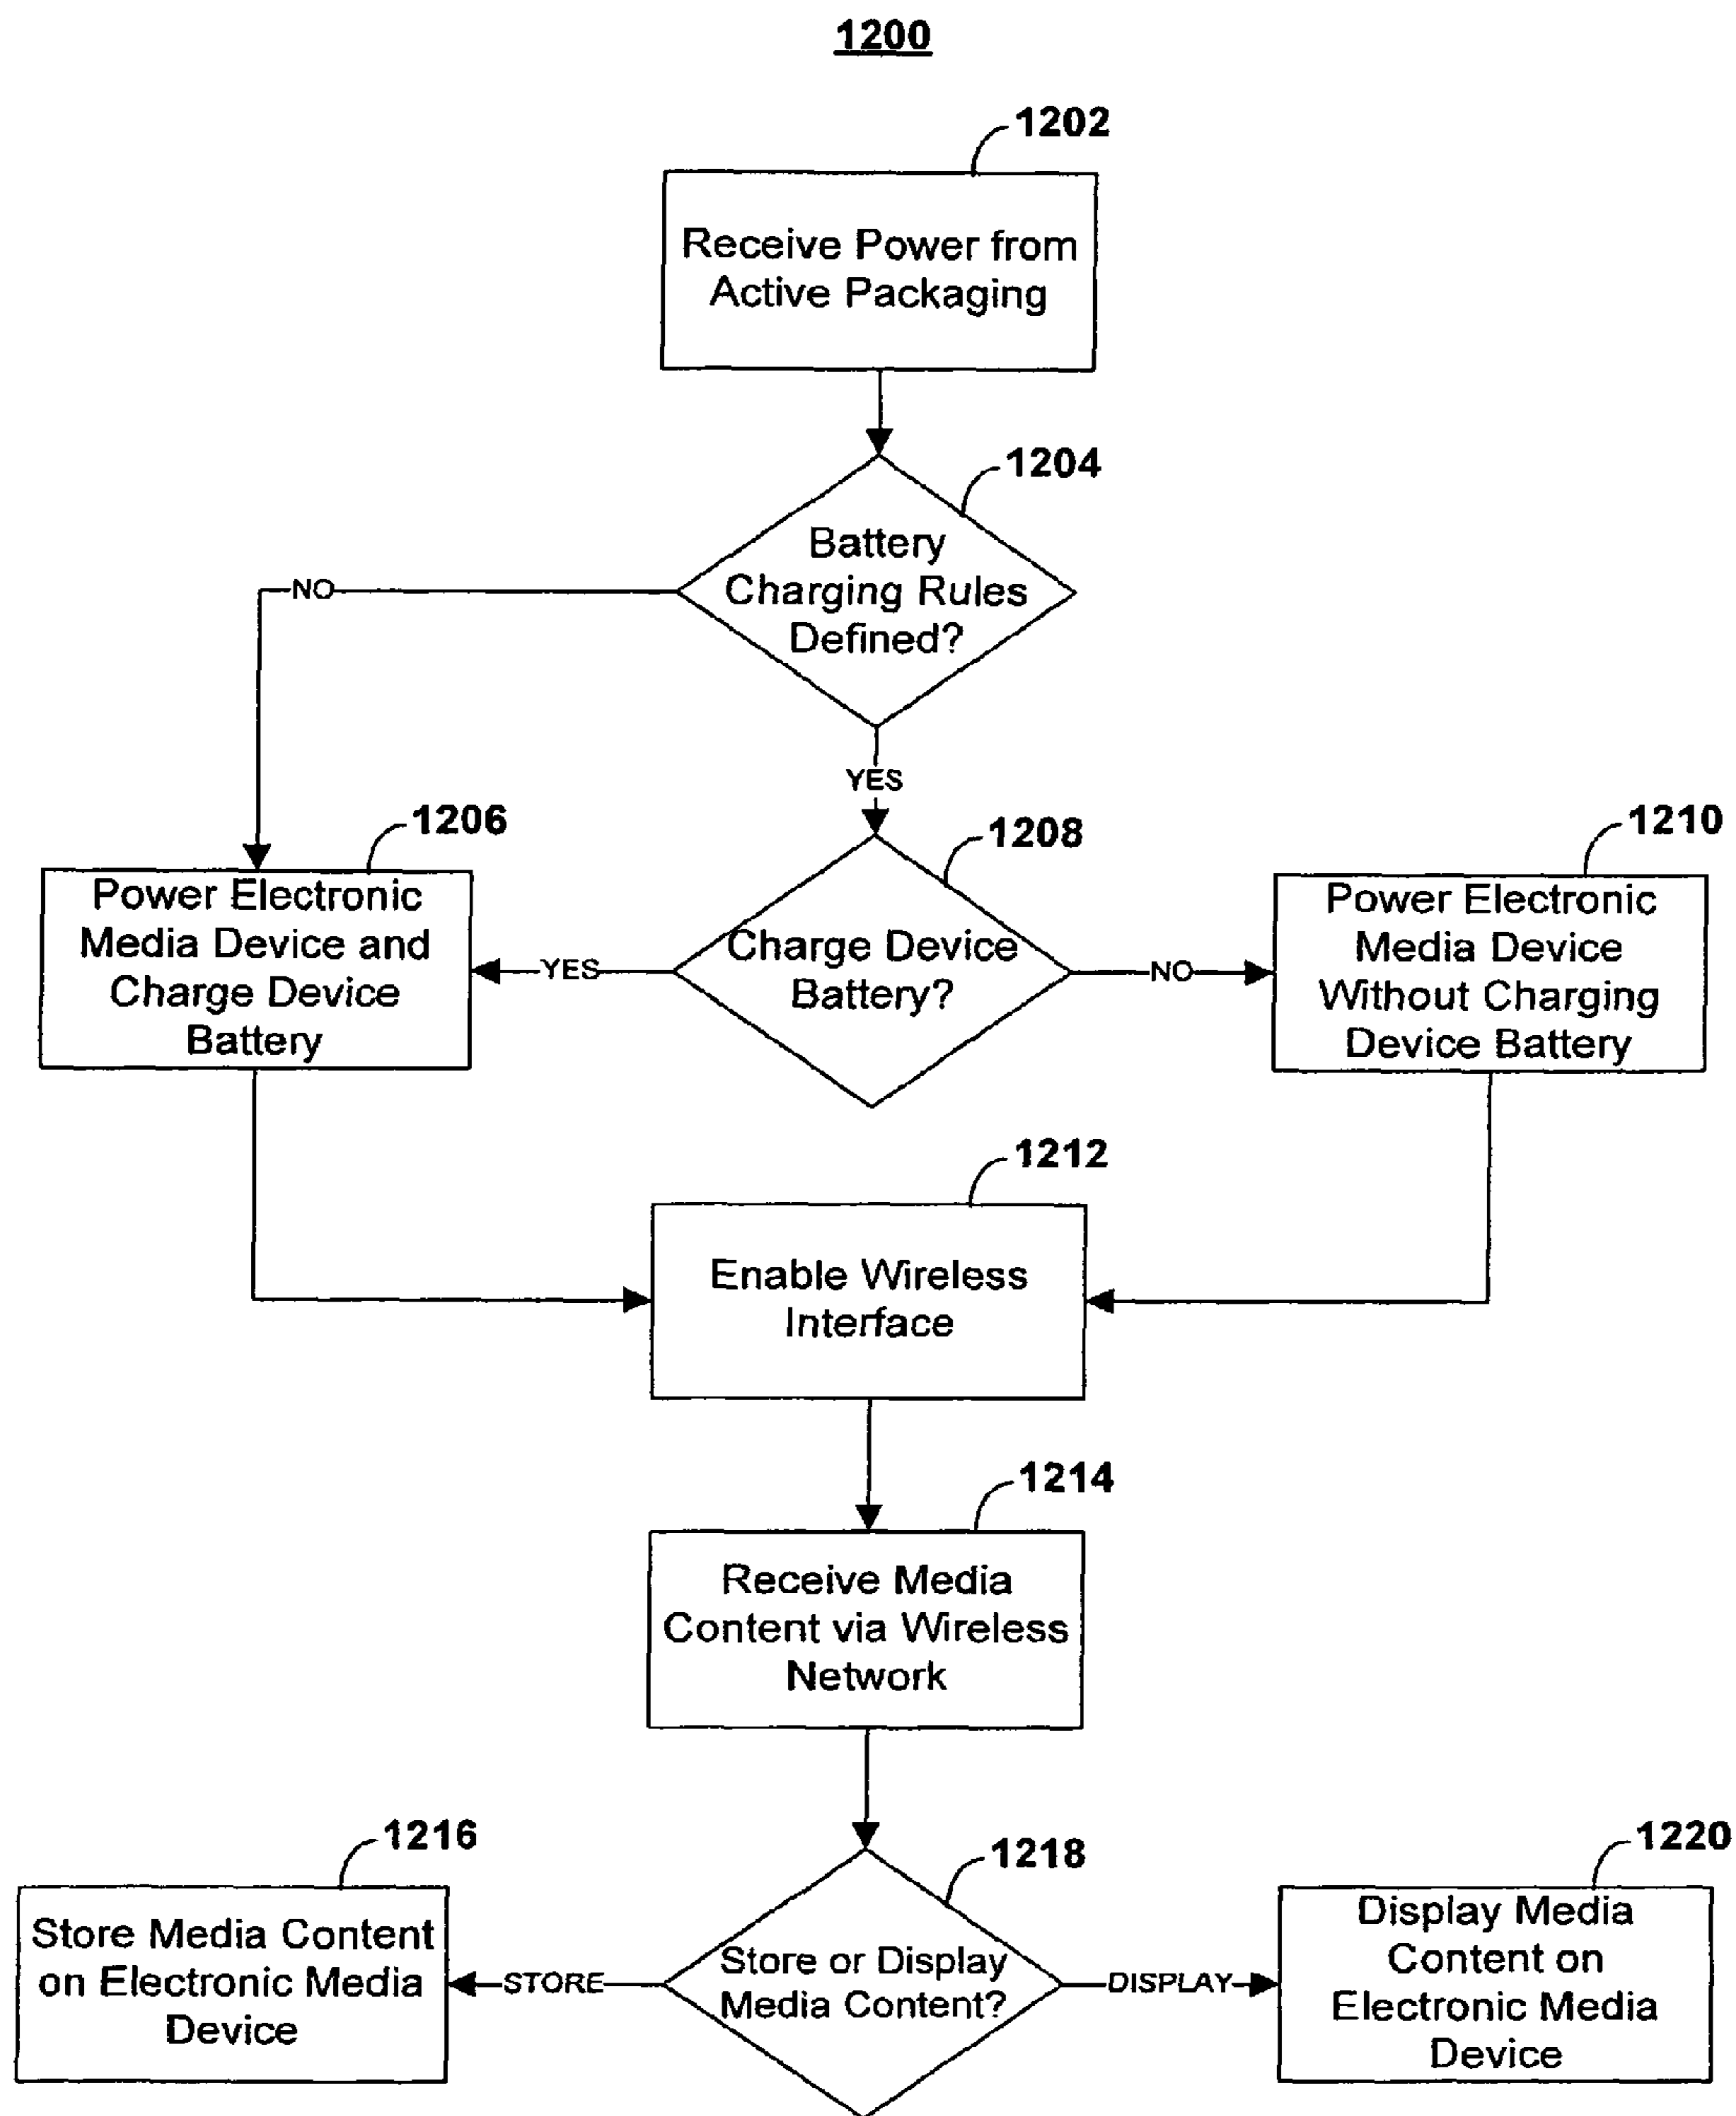 1200
1202
Receive Power from
Active Packaging
1204
Battery
Charging Rules
Defined?
NO
YES
1206
Power Electronic
Media Device and
Charge Device
Battery
1208
Charge Device
Battery?
YES
NO
1210
Power Electronic
Media Device
Without Charging
Device Battery
1212
Enable Wireless
Interface
1214
Receive Media
Content via Wireless
Network
1216
Store Media Content
on Electronic Media
Device
1218
Store or Display
Media Content?
STORE
DISPLAY
1220
Display Media
Content on
Electronic Media
Device